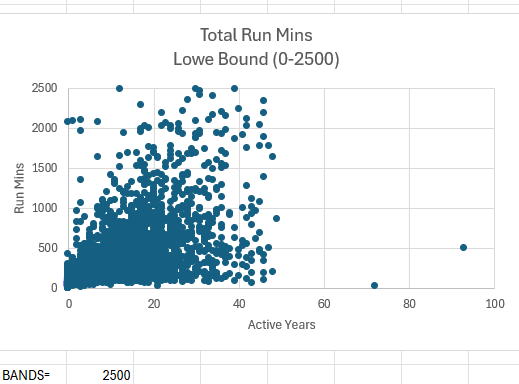 Total Run Mins
Lowe Bound (0-2500)
2500
2000
1500
1000
500
0
Run Mins
0 20 40 60 80 100
Active Years
BANDS= 2500